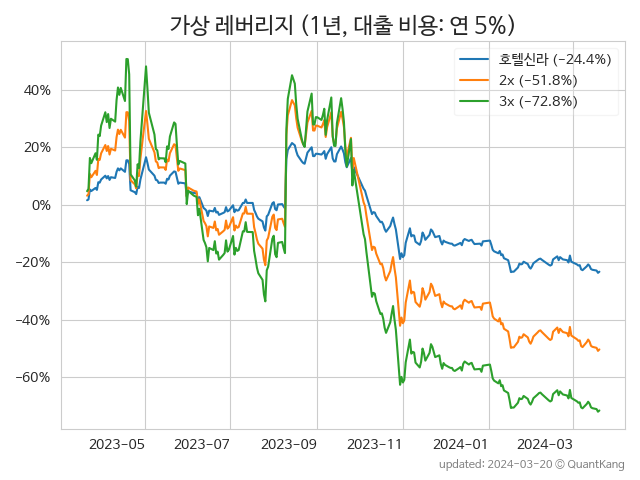 가상 레버리지 (1년, 대출 비용: 연 5%)
호텔신라 (−24.4%)
2x (−51.8%)
3x (−72.8%)
40%
20%
0%
−20%
−40%
−60%
2023-05
2023-07
2023-09
2023-11
2024-01
2024-03
updated: 2024-03-20 © QuantKang